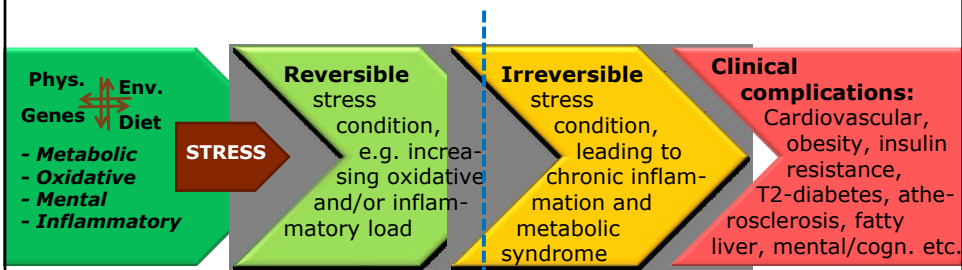 Phys.
Env.
Genes
Diet
- Metabolic
- Oxidative
- Mental
- Inflammatory
STRESS
Reversible
stress
condition,
e.g. increa-
sing oxidative
and/or inflam-
matory load
Irreversible
stress
condition,
leading to
chronic inflam-
mation and
metabolic
syndrome
Clinical
complications:
Cardiovascular,
obesity, insulin
resistance,
T2-diabetes, athe-
rosclerosis, fatty
liver, mental/cogn. etc.